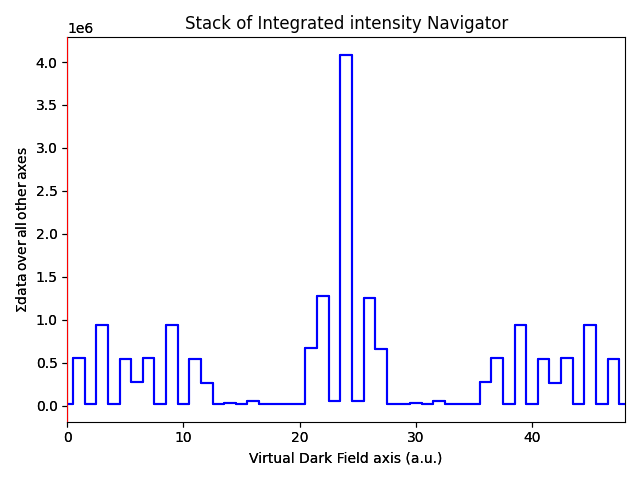 Stack of Integrated intensity Navigator
1e6
4.0
3.5
3.0
2.5
2.0
1.5
1.0
0.5
0.0
Σdata over all other axes
0 10 20 30 40
Virtual Dark Field axis (a.u.)